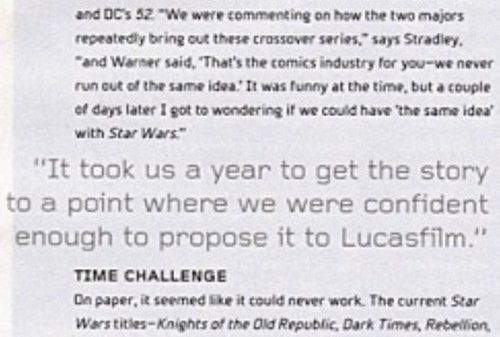 and DC's 52. "We were commenting on how the two majors
repeatedly bring out these crossover series," says Stradley,
"and Warner said, 'That's the comics industry for you—we never
run out of the same idea.' It was funny at the time, but a couple
of days later I got to wondering if we could have 'the same idea'
with Star Wars."
"It took us a year to get the story
to a point where we were confident
enough to propose it to Lucasfilm."
TIME CHALLENGE
On paper, it seemed like it could never work. The current Star
Wars titles—Knights of the Old Republic, Dark Times, Rebellion,